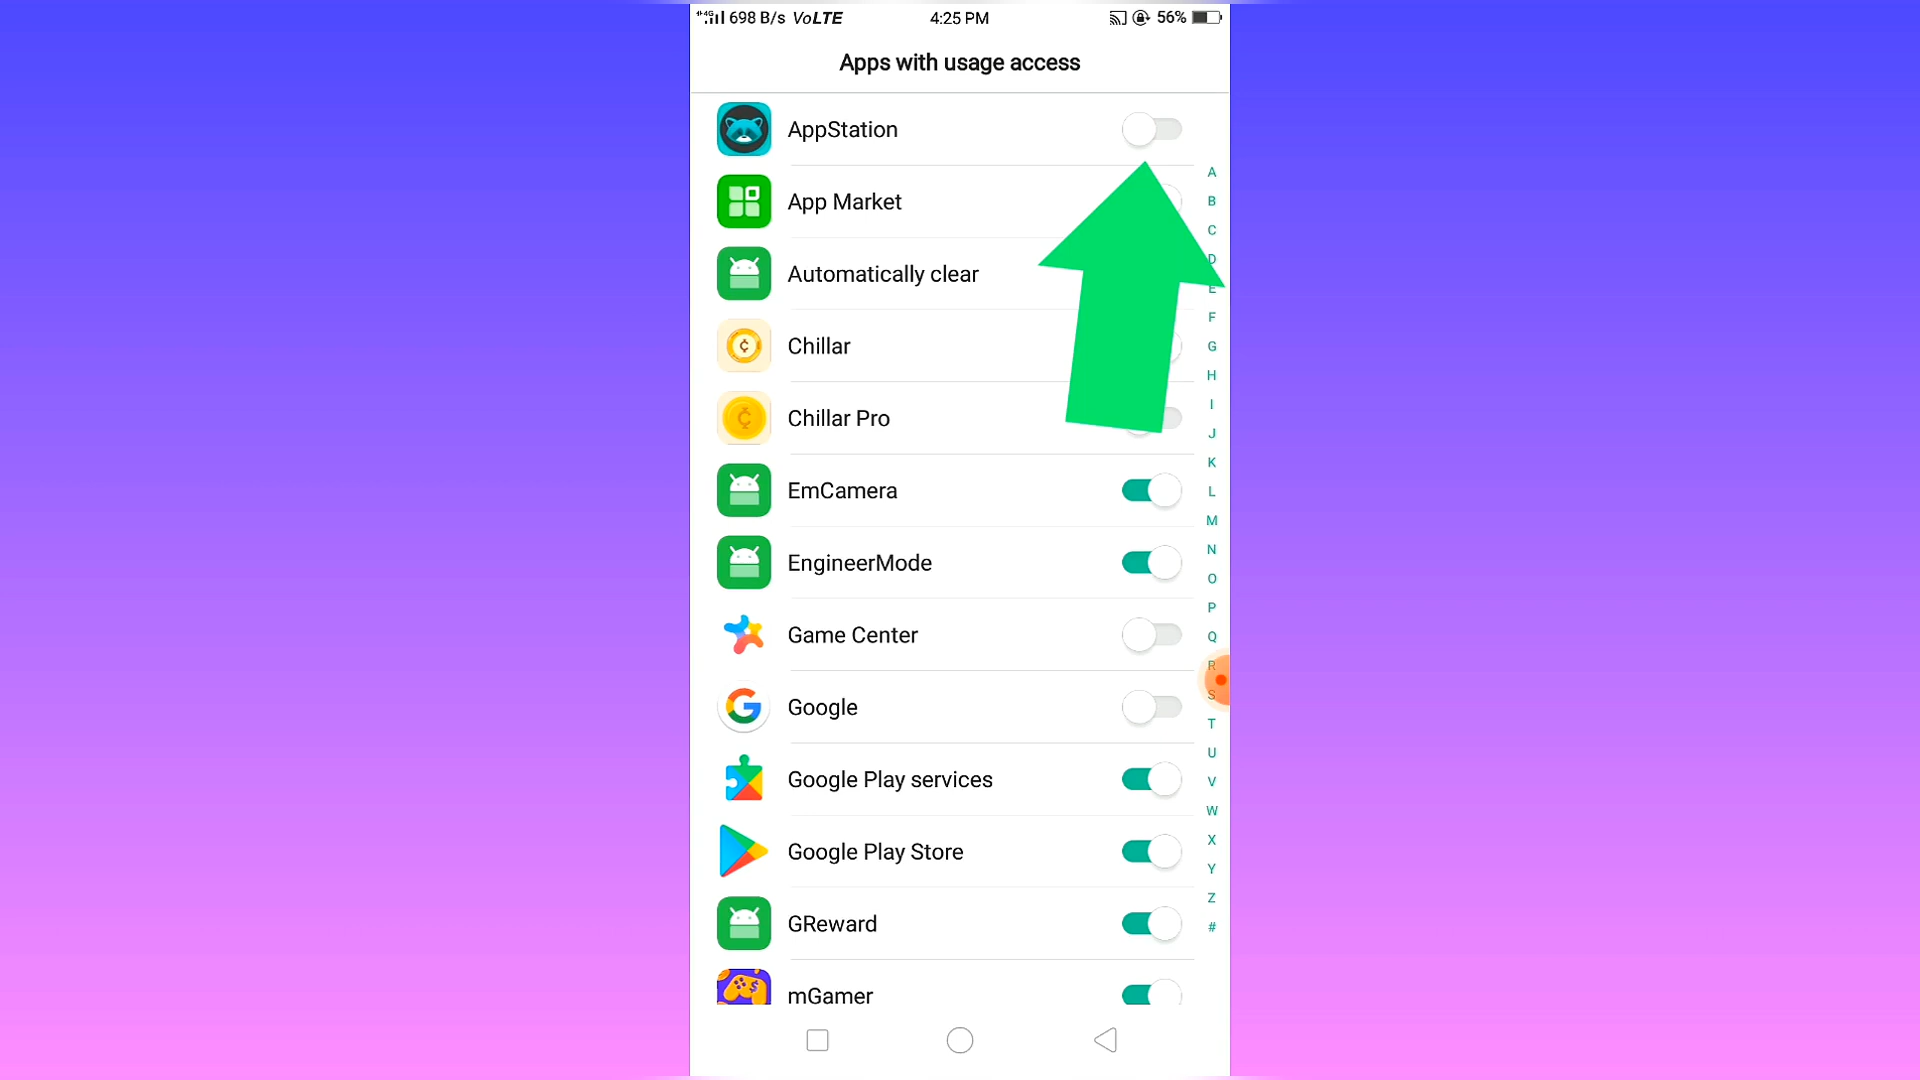 698 B/s VoLTE 4:25 PM 56%
Apps with usage access
AppStation
App Market
Automatically clear
Chillar
Chillar Pro
EmCamera
EngineerMode
Game Center
Google
Google Play services
Google Play Store
GReward
mGamer
A
B
C
D
E
F
G
H
I
J
K
L
M
N
O
P
Q
R
S
T
U
V
W
X
Y
Z
#